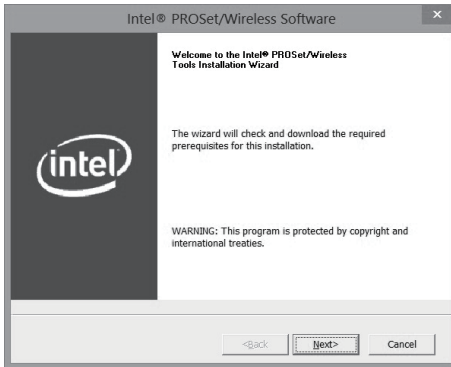 Intel® PROSet/Wireless Software
×
Welcome to the Intel® PROSet/Wireless
Tools Installation Wizard
The wizard will check and download the required
prerequisites for this installation.
intel
WARNING: This program is protected by copyright and
international treaties.
<Back
Next>
Cancel